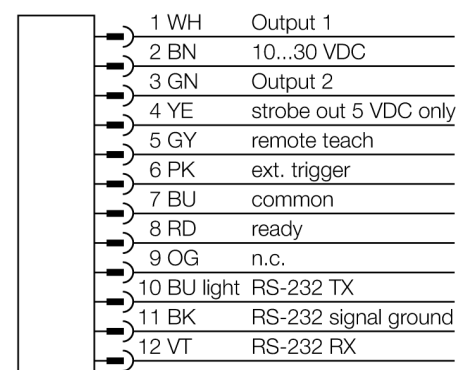 1 WH Output 1
2 BN 10...30 VDC
3 GN Output 2
4 YE strobe out 5 VDC only
5 GY remote teach
6 PK ext. trigger
7 BU common
8 RD ready
9 OG n.c.
10 BU light RS-232 TX
11 BK RS-232 signal ground
12 VT RS-232 RX